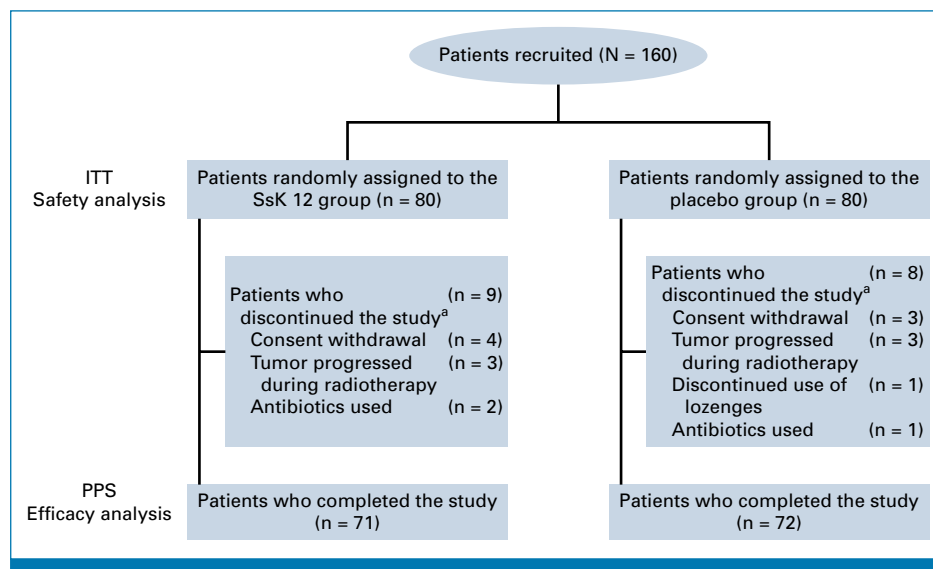 Patients recruited (N = 160)
ITT
Safety analysis
Patients randomly assigned to the
SsK 12 group (n = 80)
Patients randomly assigned to the
placebo group (n = 80)
Patients who (n = 9)
discontinued the studyᵃ
Consent withdrawal (n = 4)
Tumor progressed (n = 3)
during radiotherapy
Antibiotics used (n = 2)
Patients who (n = 8)
discontinued the studyᵃ
Consent withdrawal (n = 3)
Tumor progressed (n = 3)
during radiotherapy
Discontinued use of (n = 1)
lozenges
Antibiotics used (n = 1)
PPS
Efficacy analysis
Patients who completed the study
(n = 71)
Patients who completed the study
(n = 72)